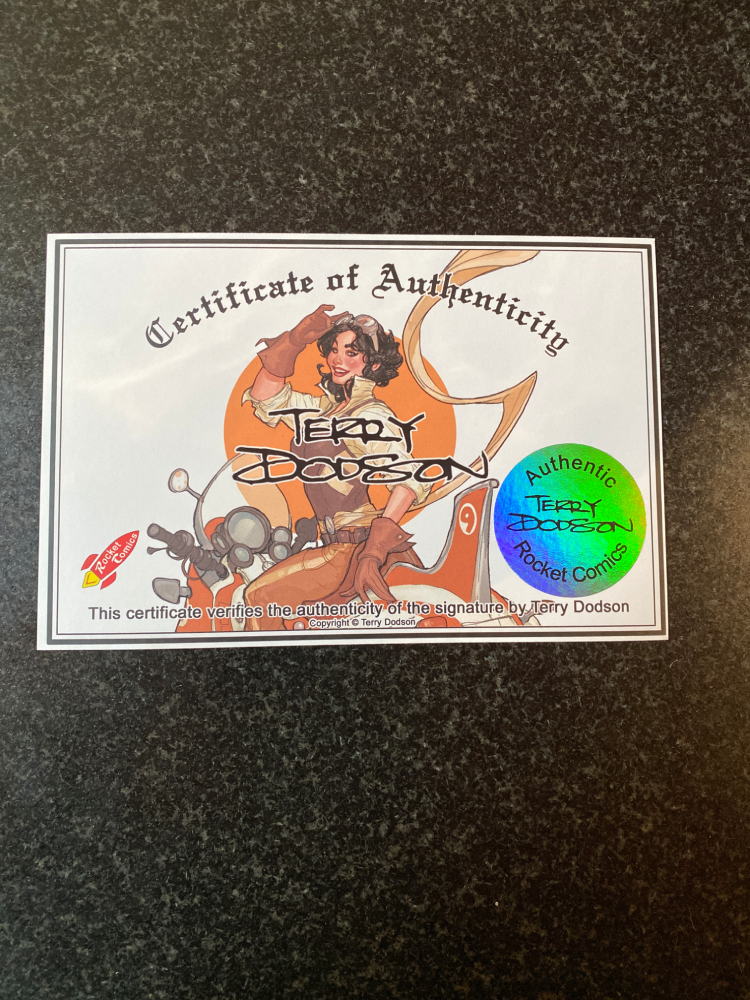 Certificate of Authenticity
TERRY
DODSON
Authentic
TERRY
DODSON
Rocket Comics
Rocket
Comics
9
This certificate verifies the authenticity of the signature by Terry Dodson
Copyright © Terry Dodson